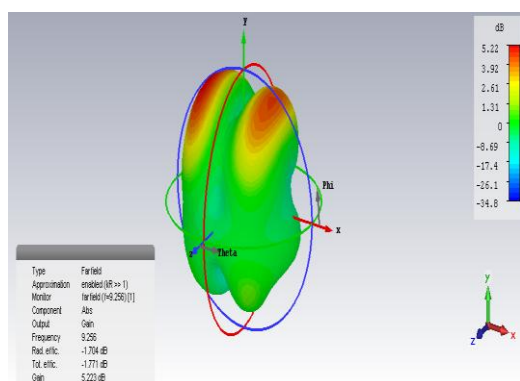 y
dB
5.22
3.92
2.61
1.31
0
-8.69
-17.4
-26.1
-34.8
Phi
x
z
Theta
Type Farfield
Approximation enabled (kR >> 1)
Monitor farfield (f=9.256) [1]
Component Abs
Output Gain
Frequency 9.256
Rad. effic. -1.704 dB
Tot. effic. -1.771 dB
Gain 5.223 dB
y
z x